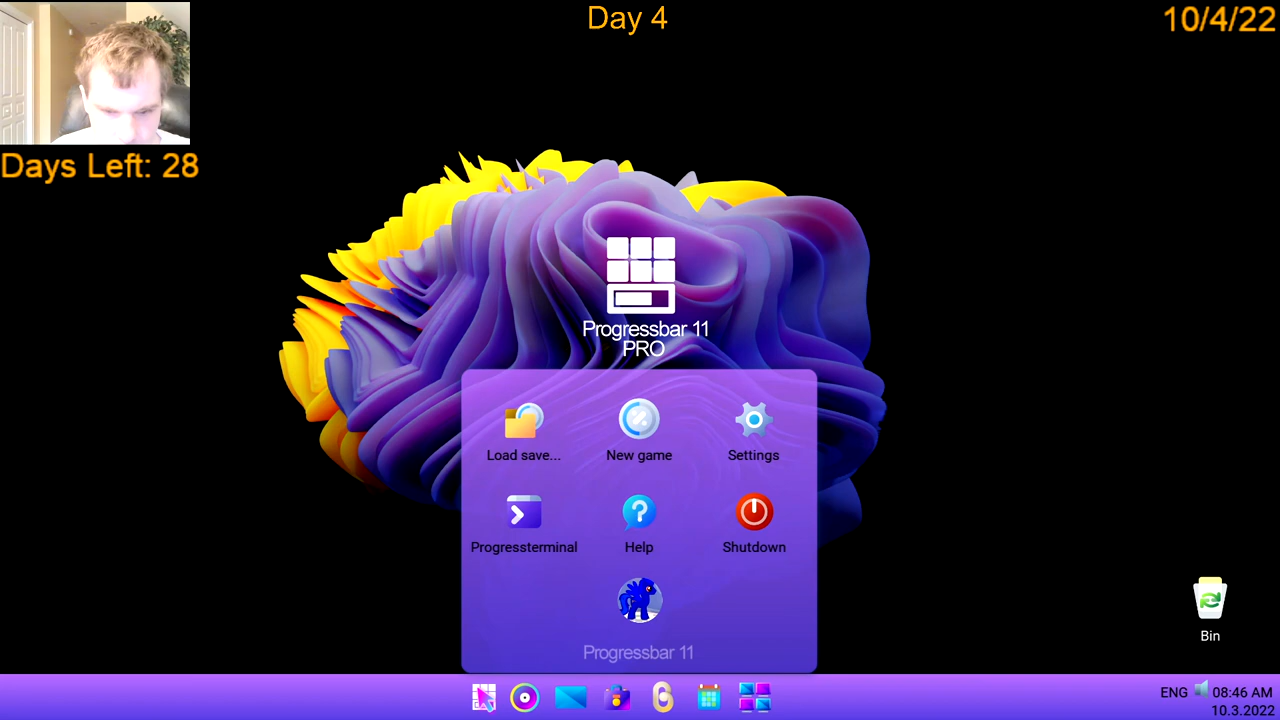 Day 4
10/4/22
Days Left: 28
Progressbar 11
PRO
Load save...
New game
Settings
Progressterminal
Help
Shutdown
Progressbar 11
Bin
ENG 08:46 AM
10.3.2022